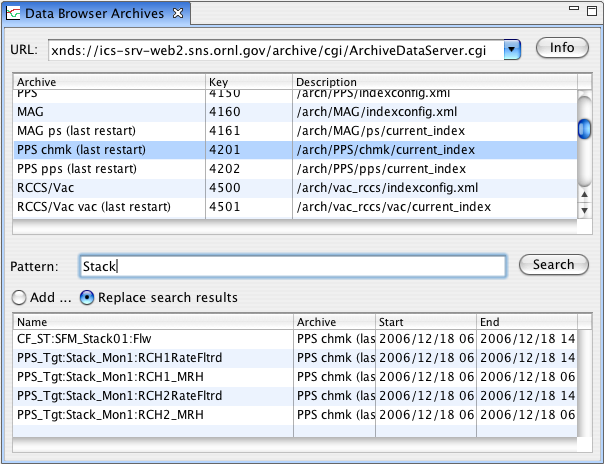 Data Browser Archives
URL: xnds://ics-srv-web2.sns.ornl.gov/archive/cgi/ArchiveDataServer.cgi Info
Archive Key Description
PPS 4150 /arch/PPS/indexconfig.xml
MAG 4160 /arch/MAG/indexconfig.xml
MAG ps (last restart) 4161 /arch/MAG/ps/current_index
PPS chmk (last restart) 4201 /arch/PPS/chmk/current_index
PPS pps (last restart) 4202 /arch/PPS/pps/current_index
RCCS/Vac 4500 /arch/vac_rccs/indexconfig.xml
RCCS/Vac vac (last restart) 4501 /arch/vac_rccs/vac/current_index
Pattern: Stack Search
Add ... Replace search results
Name Archive Start End
CF_ST:SFM_Stack01:Flw PPS chmk (las 2006/12/18 06 2006/12/18 14
PPS_Tgt:Stack_Mon1:RCH1RateFltrd PPS chmk (las 2006/12/18 06 2006/12/18 14
PPS_Tgt:Stack_Mon1:RCH1_MRH PPS chmk (las 2006/12/18 06 2006/12/18 06
PPS_Tgt:Stack_Mon1:RCH2RateFltrd PPS chmk (las 2006/12/18 06 2006/12/18 14
PPS_Tgt:Stack_Mon1:RCH2_MRH PPS chmk (las 2006/12/18 06 2006/12/18 06